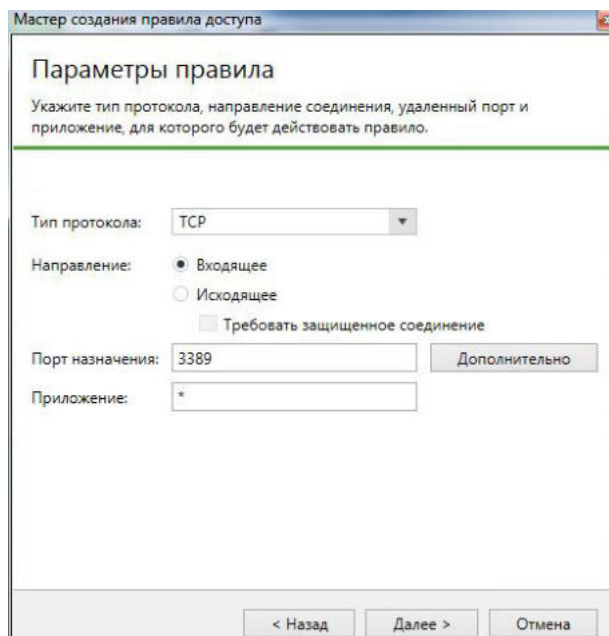 Мастер создания правила доступа
Параметры правила
Укажите тип протокола, направление соединения, удаленный порт и
приложение, для которого будет действовать правило.
Тип протокола: TCP
Направление: Входящее
Исходящее
Требовать защищенное соединение
Порт назначения: 3389 Дополнительно
Приложение: *
< Назад Далее > Отмена